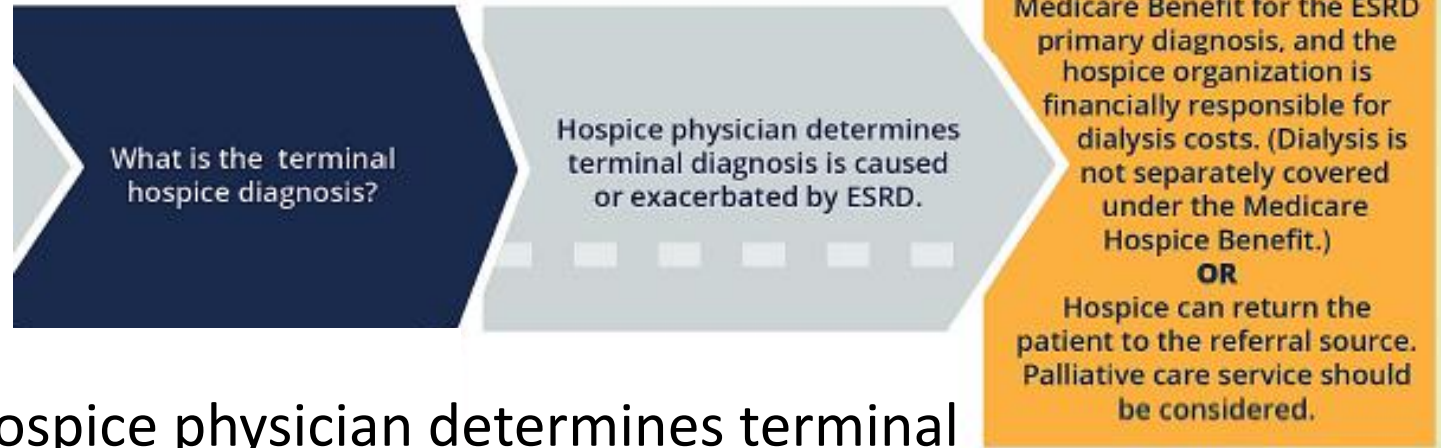 What is the terminal
hospice diagnosis?
Hospice physician determines
terminal diagnosis is caused
or exacerbated by ESRD.
Medicare Benefit for the ESRD
primary diagnosis, and the
hospice organization is
financially responsible for
dialysis costs. (Dialysis is
not separately covered
under the Medicare
Hospice Benefit.)
OR
Hospice can return the
patient to the referral source.
Palliative care service should
be considered.
ospice physician determines terminal